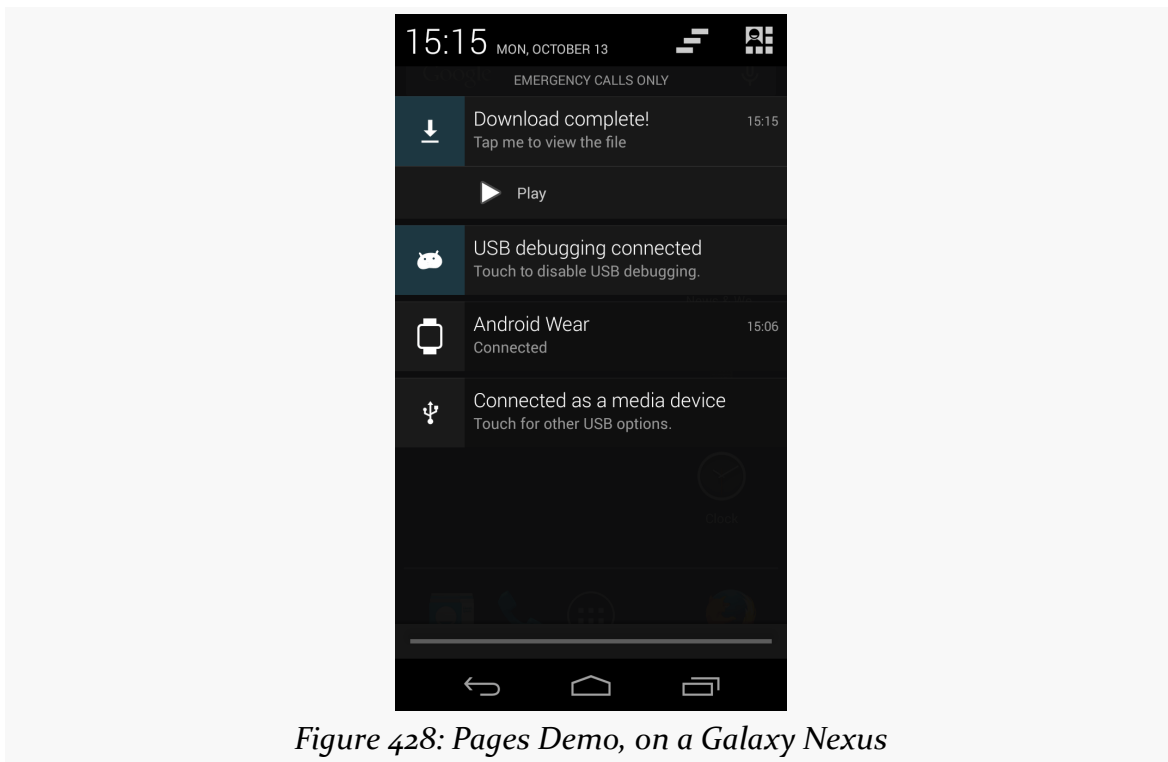 15:15 MON, OCTOBER 13
Google
EMERGENCY CALLS ONLY
Download complete! 15:15
Tap me to view the file
Play
USB debugging connected
Touch to disable USB debugging.
Android Wear 15:06
Connected
Connected as a media device
Touch for other USB options.
Clock
Figure 428: Pages Demo, on a Galaxy Nexus